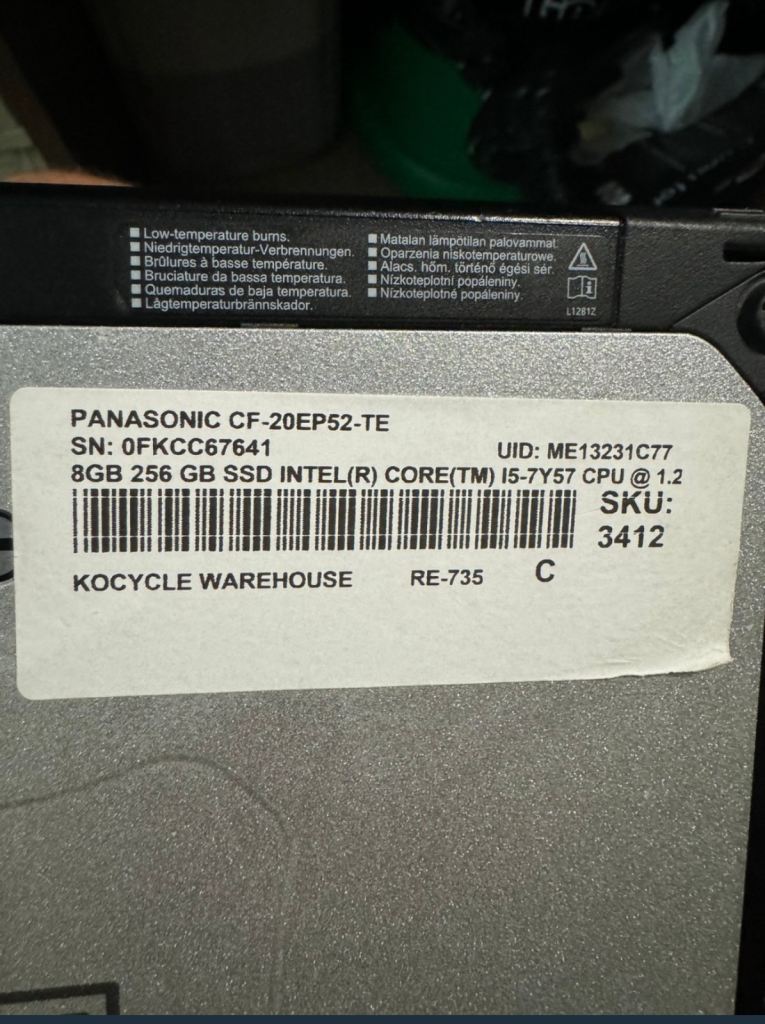 Low-temperature burns.
Niedrigtemperatur-Verbrennungen.
Brûlures à basse température.
Bruciature da bassa temperatura.
Quemaduras de baja temperatura.
Lågtemperaturbrännskador.
Matalan lämpötilan palovammat
Oparzenia niskotemperaturowe.
Alacs. hőm. történő égési sér.
Nízkoteplotní popáleniny.
Nízkoteplotné popáleniny.
L1281Z
PANASONIC CF-20EP52-TE
SN: 0FKCC67641
UID: ME13231C77
8GB 256 GB SSD INTEL(R) CORE(TM) I5-7Y57 CPU @ 1.2
SKU:
3412
KOCYCLE WAREHOUSE RE-735 C